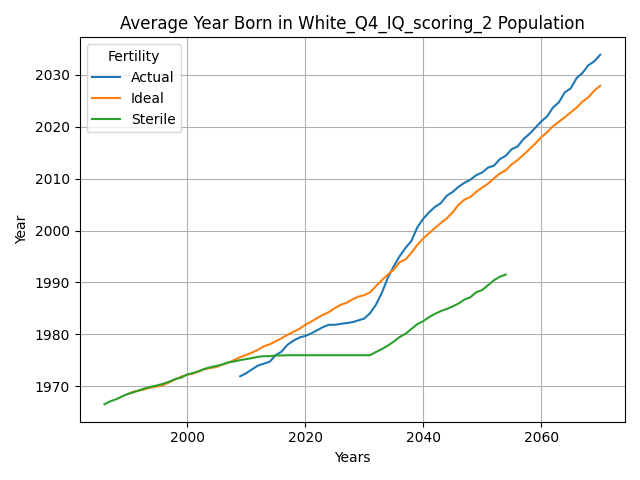 Average Year Born in White_Q4_IQ_scoring_2 Population
Fertility
Actual
Ideal
Sterile
2030
2020
2010
2000
1990
1980
1970
Year
2000
2020
2040
2060
Years